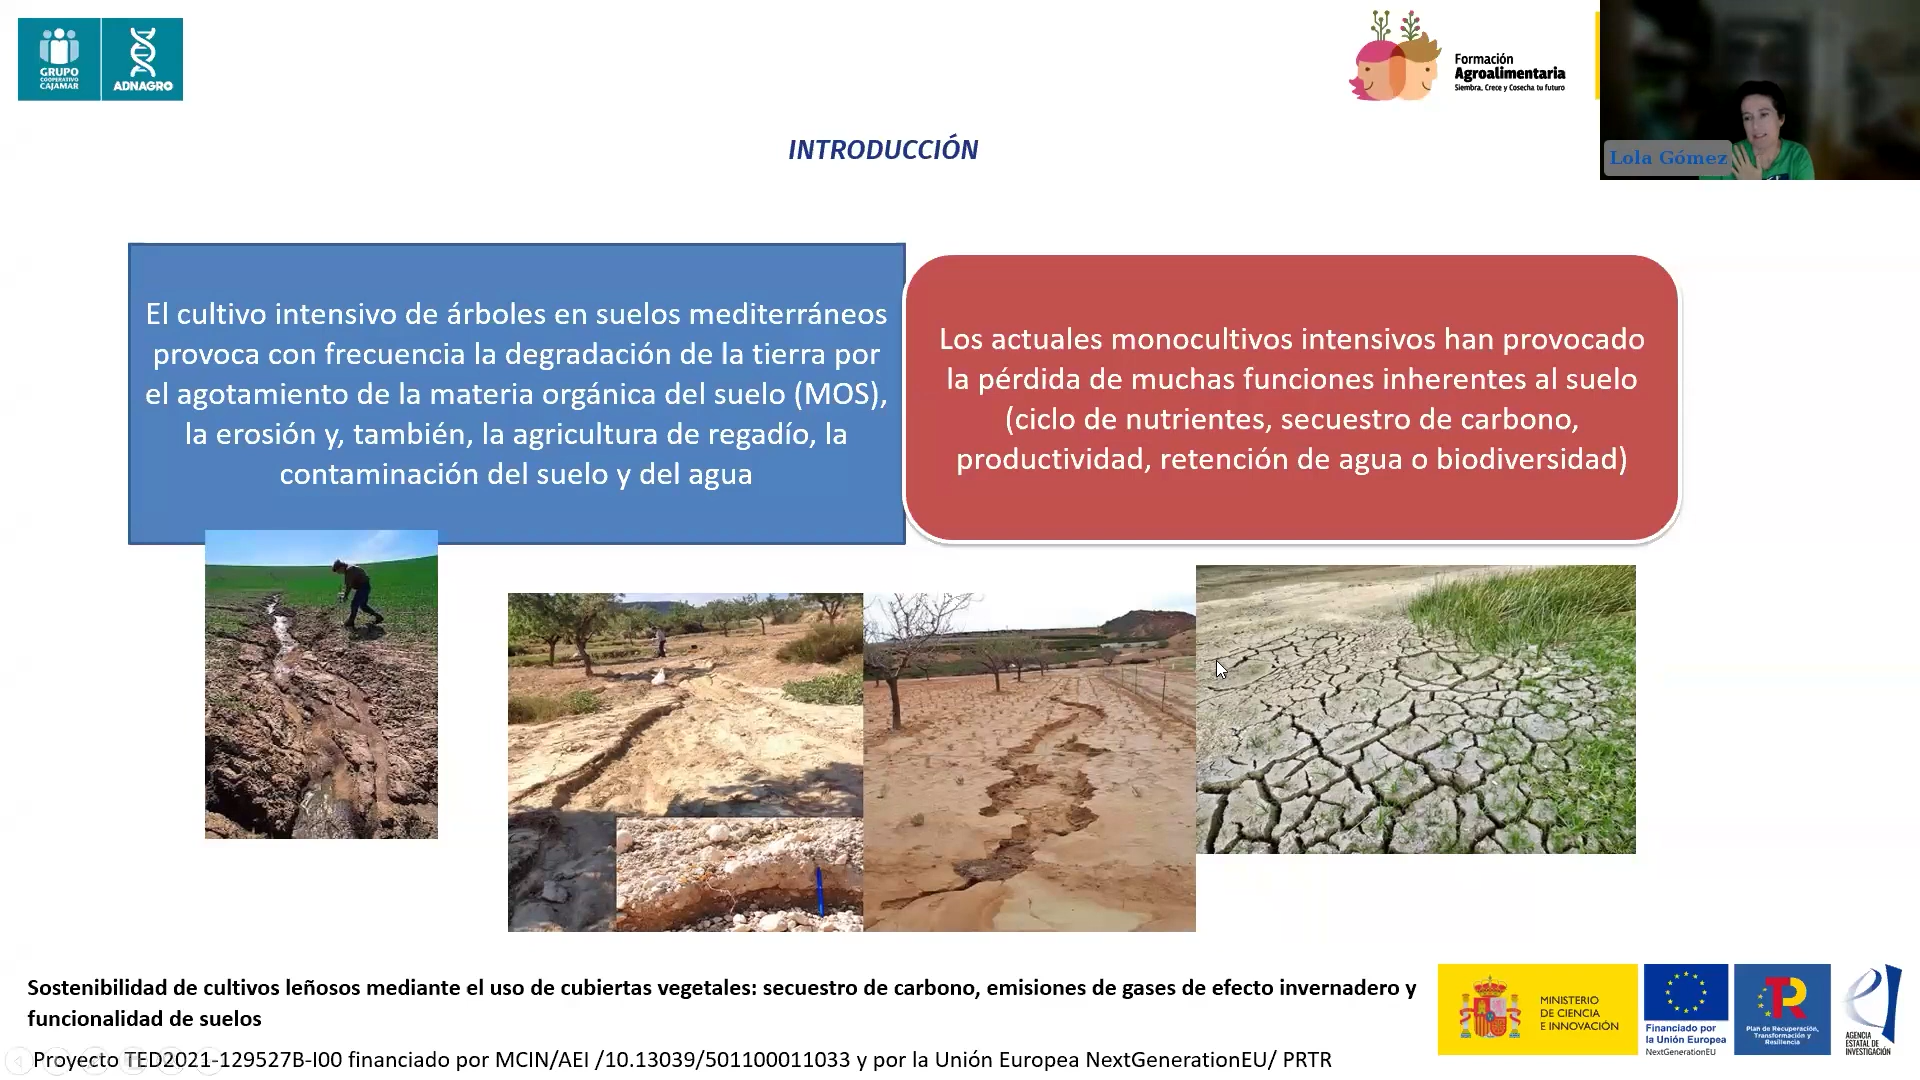 GRUPO
COOPERATIVO
CAJAMAR
ADNAGRO
Formación
Agroalimentaria
Siembra, Crece y Cosecha tu futuro
Lola Gómez
INTRODUCCIÓN
El cultivo intensivo de árboles en suelos mediterráneos
provoca con frecuencia la degradación de la tierra por
el agotamiento de la materia orgánica del suelo (MOS),
la erosión y, también, la agricultura de regadío, la
contaminación del suelo y del agua
Los actuales monocultivos intensivos han provocado
la pérdida de muchas funciones inherentes al suelo
(ciclo de nutrientes, secuestro de carbono,
productividad, retención de agua o biodiversidad)
Sostenibilidad de cultivos leñosos mediante el uso de cubiertas vegetales: secuestro de carbono, emisiones de gases de efecto invernadero y
funcionalidad de suelos
Proyecto TED2021-129527B-I00 financiado por MCIN/AEI /10.13039/501100011033 y por la Unión Europea NextGenerationEU/ PRTR
MINISTERIO
DE CIENCIA
E INNOVACIÓN
Financiado por
la Unión Europea
NextGenerationEU
Plan de Recuperación,
Transformación y
Resiliencia
AGENCIA
ESTATAL DE
INVESTIGACIÓN